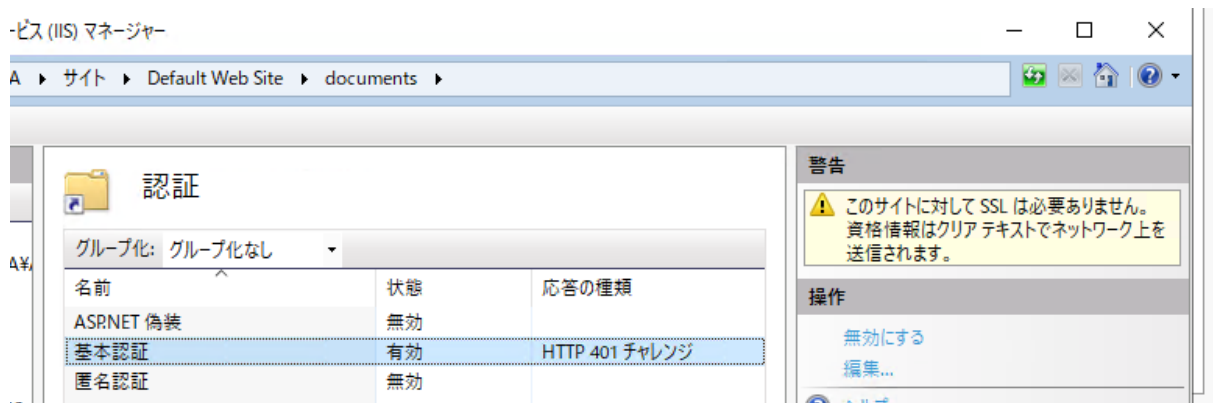 ービス (IIS) マネージャー
A ▸ サイト ▸ Default Web Site ▸ documents ▸
認証
グループ化: グループ化なし
名前 状態 応答の種類
ASP.NET 偽装 無効
基本認証 有効 HTTP 401 チャレンジ
匿名認証 無効
警告
このサイトに対して SSL は必要ありません。
資格情報はクリア テキストでネットワーク上を
送信されます。
操作
無効にする
編集...